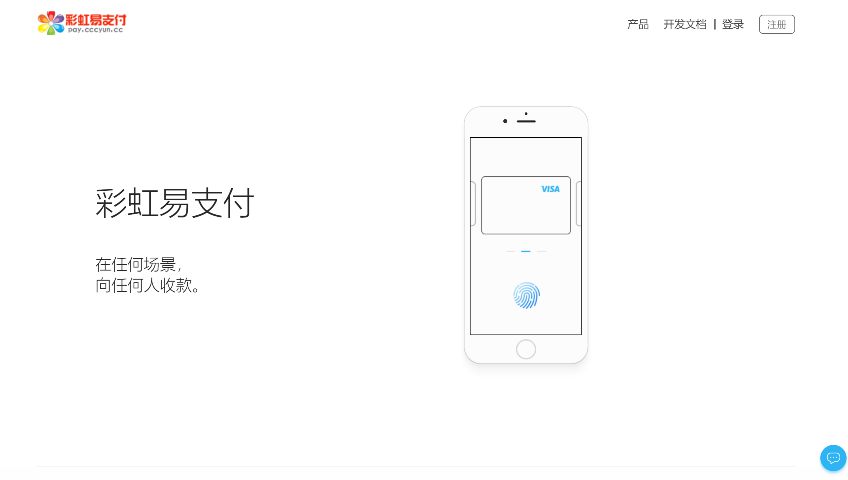 彩虹易支付
pay.cccyun.cc
产品
开发文档
登录
注册
VISA
彩虹易支付
在任何场景，
向任何人收款。